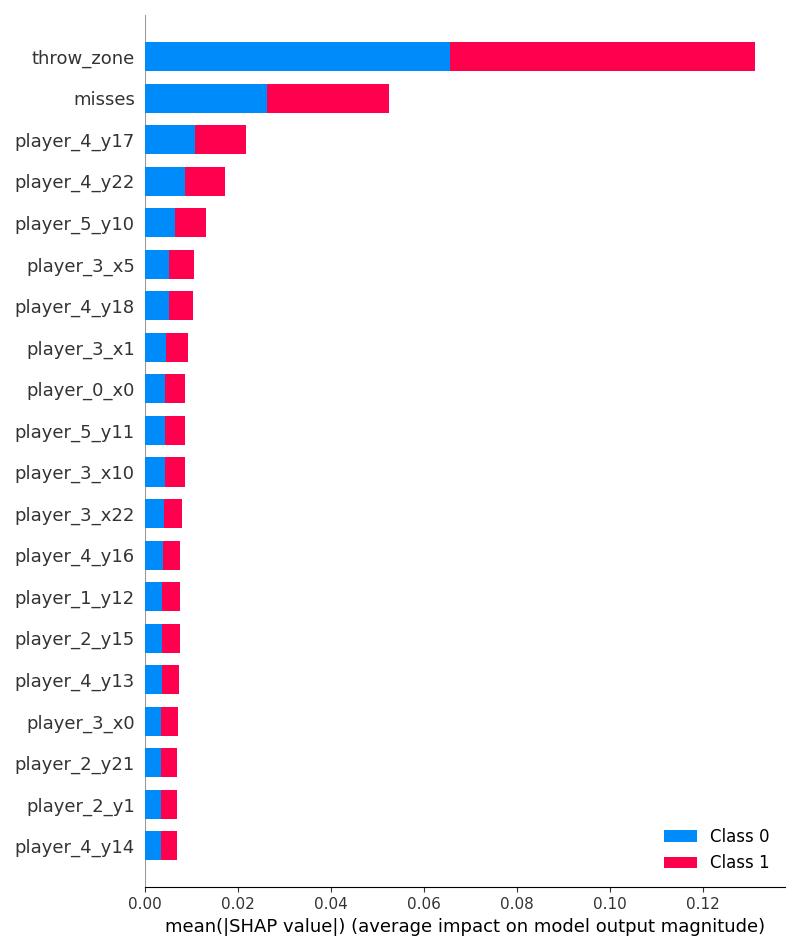 throw_zone
misses
player_4_y17
player_4_y22
player_5_y10
player_3_x5
player_4_y18
player_3_x1
player_0_x0
player_5_y11
player_3_x10
player_3_x22
player_4_y16
player_1_y12
player_2_y15
player_4_y13
player_3_x0
player_2_y21
player_2_y1
player_4_y14
Class 0
Class 1
0.00 0.02 0.04 0.06 0.08 0.10 0.12
mean(|SHAP value|) (average impact on model output magnitude)